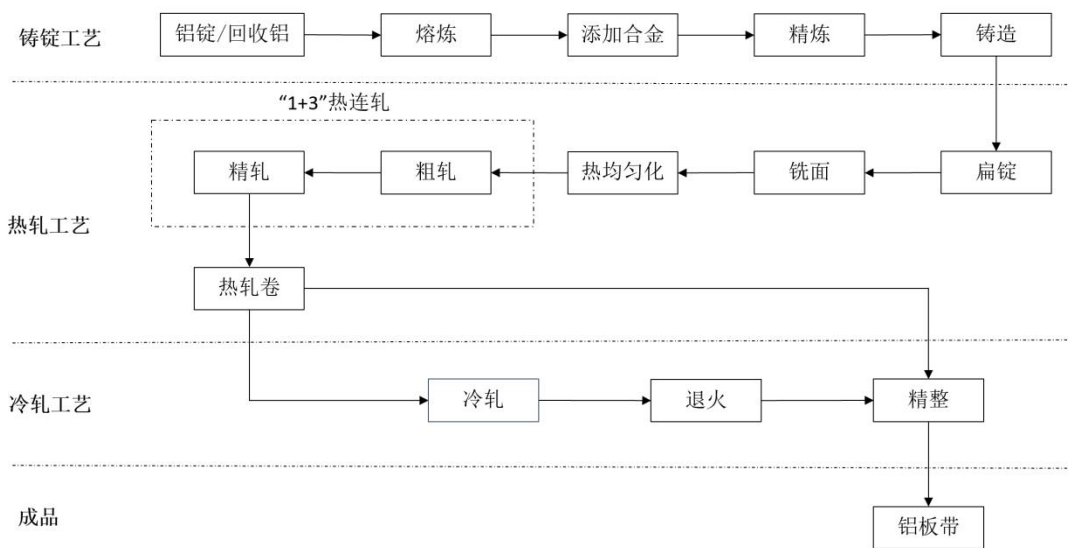 铸锭工艺
铝锭/回收铝
熔炼
添加合金
精炼
铸造
“1+3”热连轧
热轧工艺
精轧
粗轧
热均匀化
铣面
扁锭
热轧卷
冷轧工艺
冷轧
退火
精整
成品
铝板带